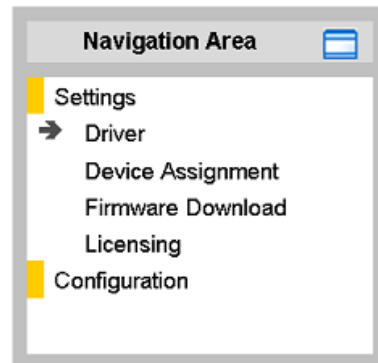 Navigation Area
Settings
Driver
Device Assignment
Firmware Download
Licensing
Configuration